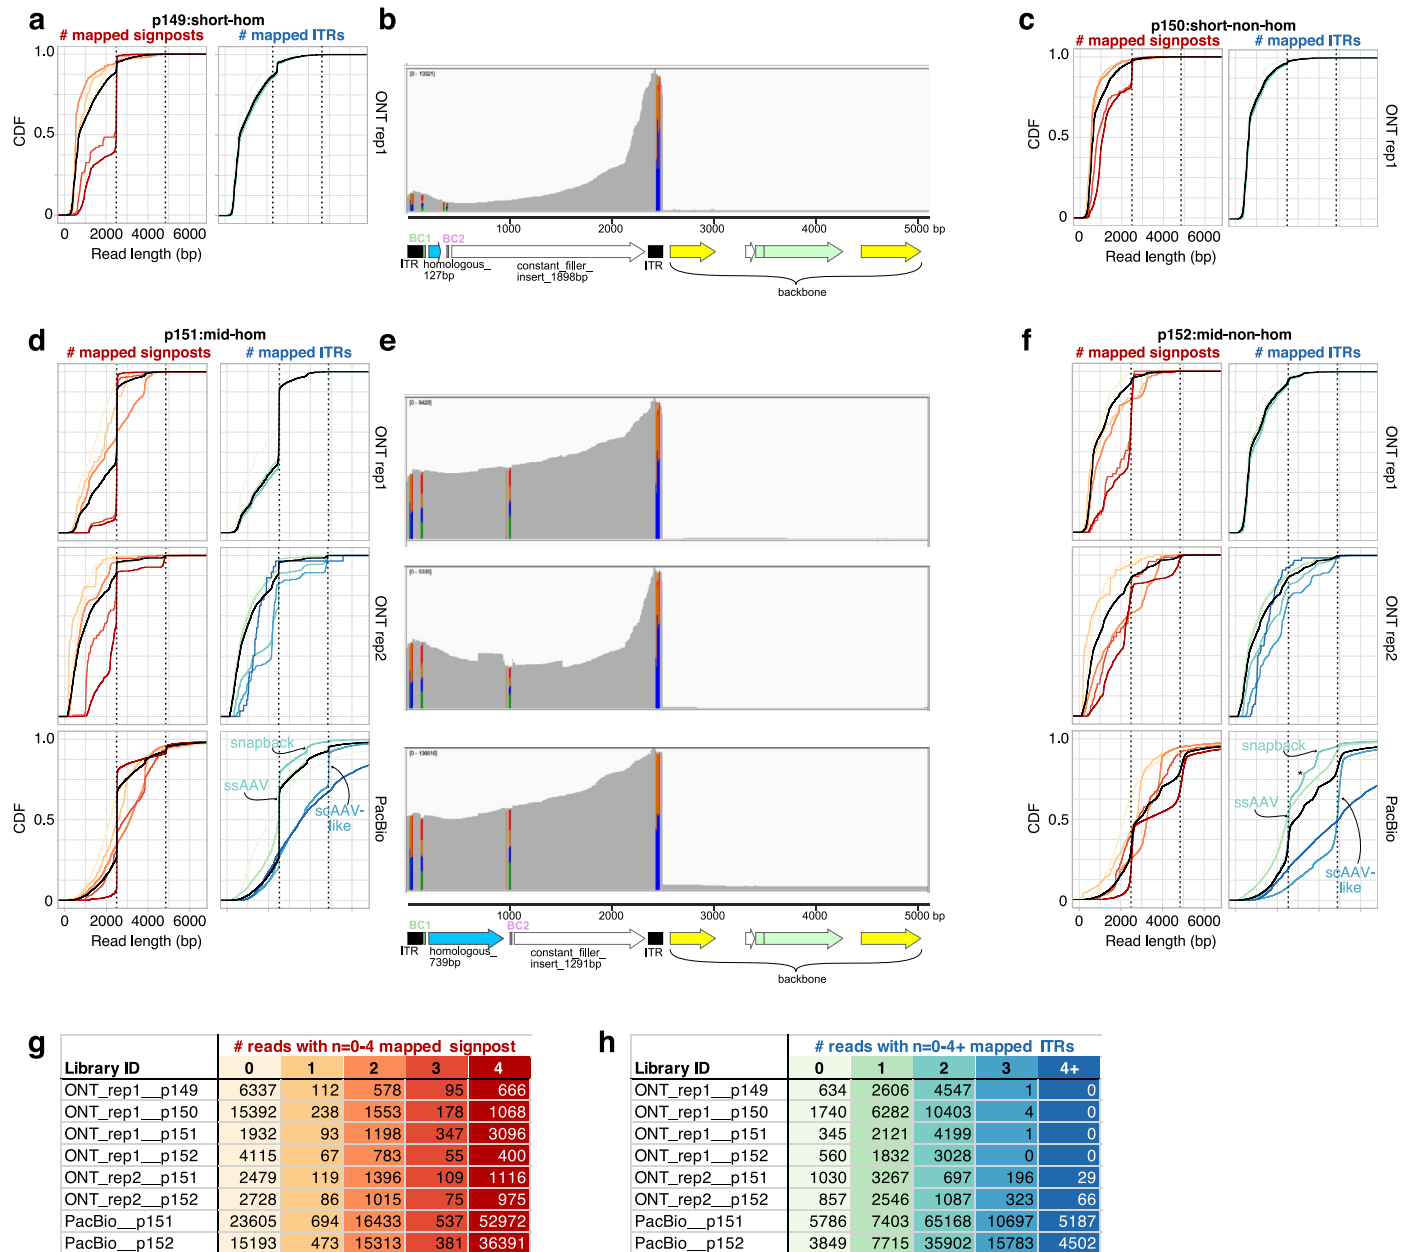 a
p149:short-hom
# mapped signposts
# mapped ITRs
1.0
0.5
0
CDF
0 2000 4000 6000
Read length (bp)
ONT rep1
b
[0 - 13321]
1000 2000 3000 4000 5000 bp
BC1 BC2
ITR
homologous_
127bp
constant_filler_
insert_1898bp
ITR
backbone
c
p150:short-non-hom
# mapped signposts
# mapped ITRs
1.0
0.5
0
CDF
0 2000 4000 6000
Read length (bp)
ONT rep1
d
p151:mid-hom
# mapped signposts
# mapped ITRs
ONT rep1
ONT rep2
PacBio
1.0
0.5
0
CDF
0 2000 4000 6000
Read length (bp)
snapback
ssAAV
scAAV-
like
e
1000 2000 3000 4000 5000 bp
BC1 BC2
ITR
homologous_
739bp
constant_filler_
insert_1291bp
ITR
backbone
f
p152:mid-non-hom
# mapped signposts
# mapped ITRs
ONT rep1
ONT rep2
PacBio
1.0
0.5
0
CDF
0 2000 4000 6000
Read length (bp)
snapback
*
ssAAV
scAAV-
like
g
# reads with n=0-4 mapped signpost
Library ID 0 1 2 3 4
ONT_rep1__p149 6337 112 578 95 666
ONT_rep1__p150 15392 238 1553 178 1068
ONT_rep1__p151 1932 93 1198 347 3096
ONT_rep1__p152 4115 67 783 55 400
ONT_rep2__p151 2479 119 1396 109 1116
ONT_rep2__p152 2728 86 1015 75 975
PacBio__p151 23605 694 16433 537 52972
PacBio__p152 15193 473 15313 381 36391
h
# reads with n=0-4+ mapped ITRs
Library ID 0 1 2 3 4+
ONT_rep1__p149 634 2606 4547 1 0
ONT_rep1__p150 1740 6282 10403 4 0
ONT_rep1__p151 345 2121 4199 1 0
ONT_rep1__p152 560 1832 3028 0 0
ONT_rep2__p151 1030 3267 697 196 29
ONT_rep2__p152 857 2546 1087 323 66
PacBio__p151 5786 7403 65168 10697 5187
PacBio__p152 3849 7715 35902 15783 4502